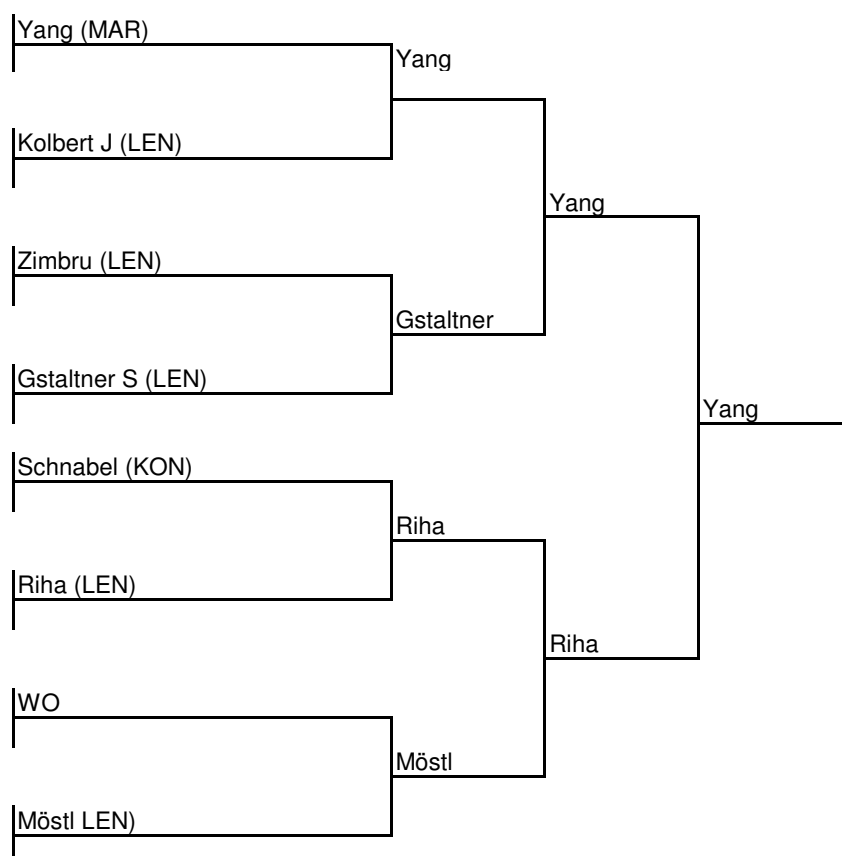 Yang (MAR)
Yang
Kolbert J (LEN)
Yang
Zimbru (LEN)
Gstaltner
Gstaltner S (LEN)
Yang
Schnabel (KON)
Riha
Riha (LEN)
Riha
WO
Möstl
Möstl LEN)